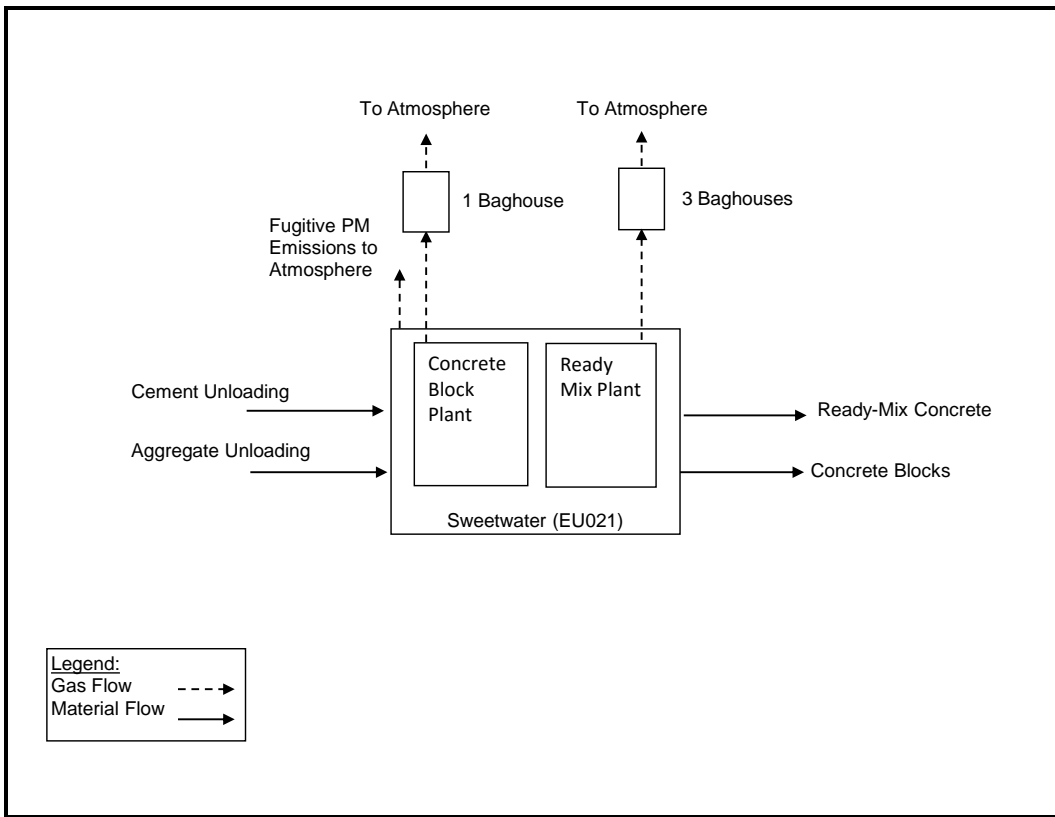 To Atmosphere
To Atmosphere
1 Baghouse
3 Baghouses
Fugitive PM
Emissions to
Atmosphere
Concrete
Block
Plant
Ready
Mix Plant
Cement Unloading
Aggregate Unloading
Ready-Mix Concrete
Concrete Blocks
Sweetwater (EU021)
Legend:
Gas Flow
Material Flow